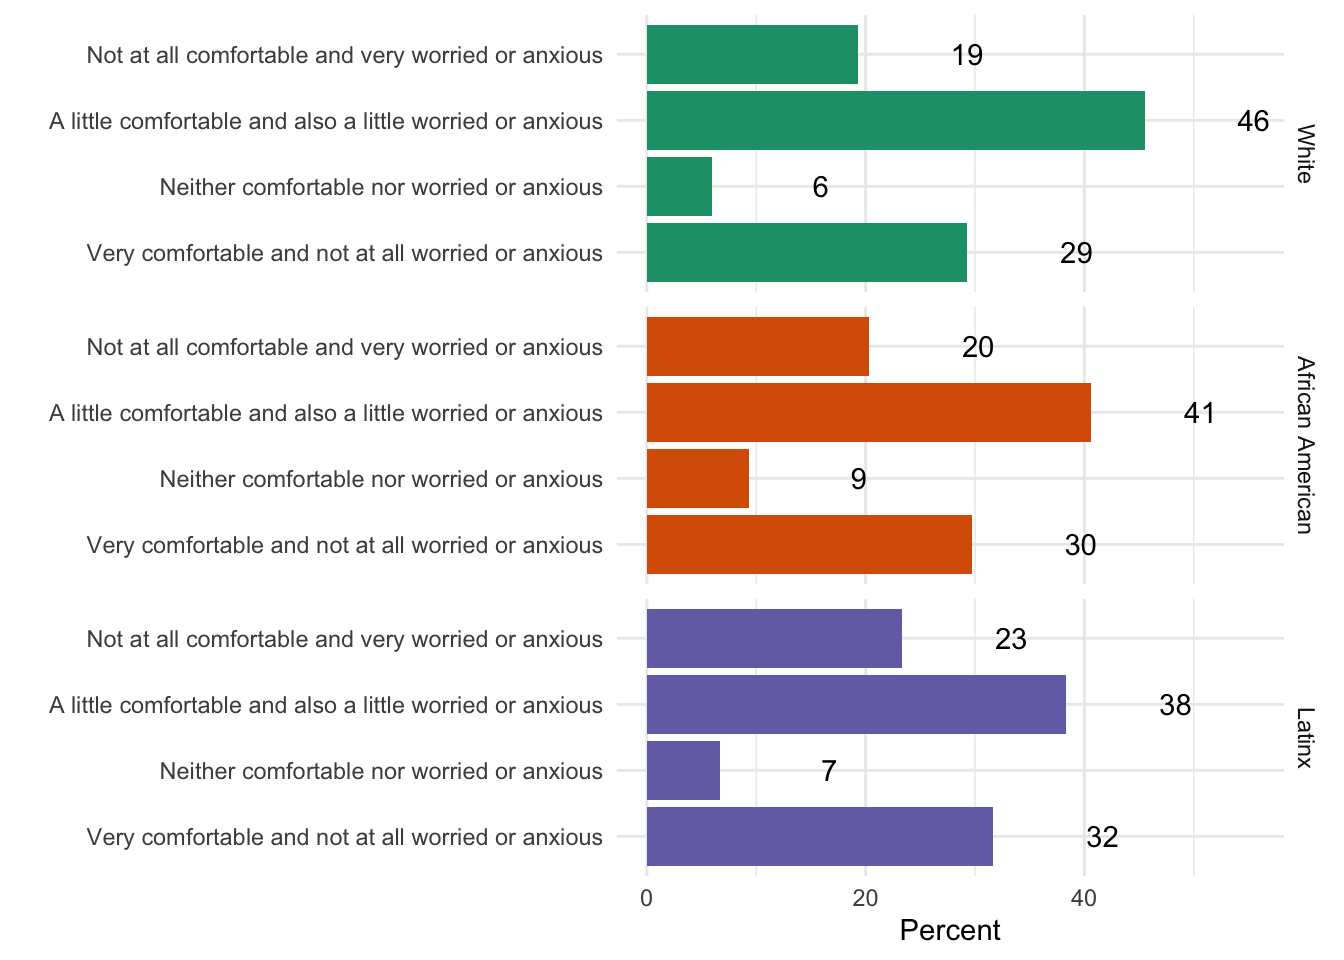 Not at all comfortable and very worried or anxious 19
A little comfortable and also a little worried or anxious 46
Neither comfortable nor worried or anxious 6
Very comfortable and not at all worried or anxious 29
White
Not at all comfortable and very worried or anxious 20
A little comfortable and also a little worried or anxious 41
Neither comfortable nor worried or anxious 9
Very comfortable and not at all worried or anxious 30
African American
Not at all comfortable and very worried or anxious 23
A little comfortable and also a little worried or anxious 38
Neither comfortable nor worried or anxious 7
Very comfortable and not at all worried or anxious 32
Latinx
0 20 40
Percent